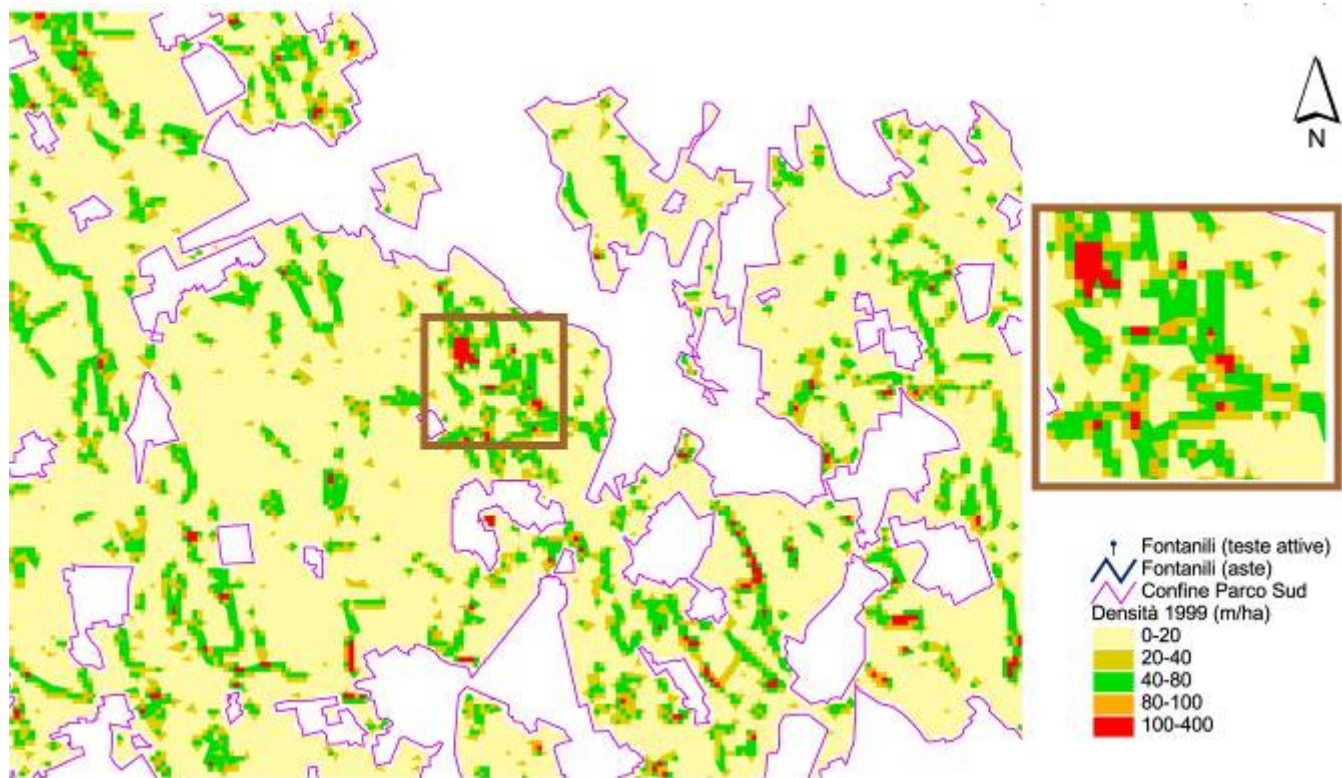 N
Fontanili (teste attive)
Fontanili (aste)
Confine Parco Sud
Densità 1999 (m/ha)
0-20
20-40
40-80
80-100
100-400